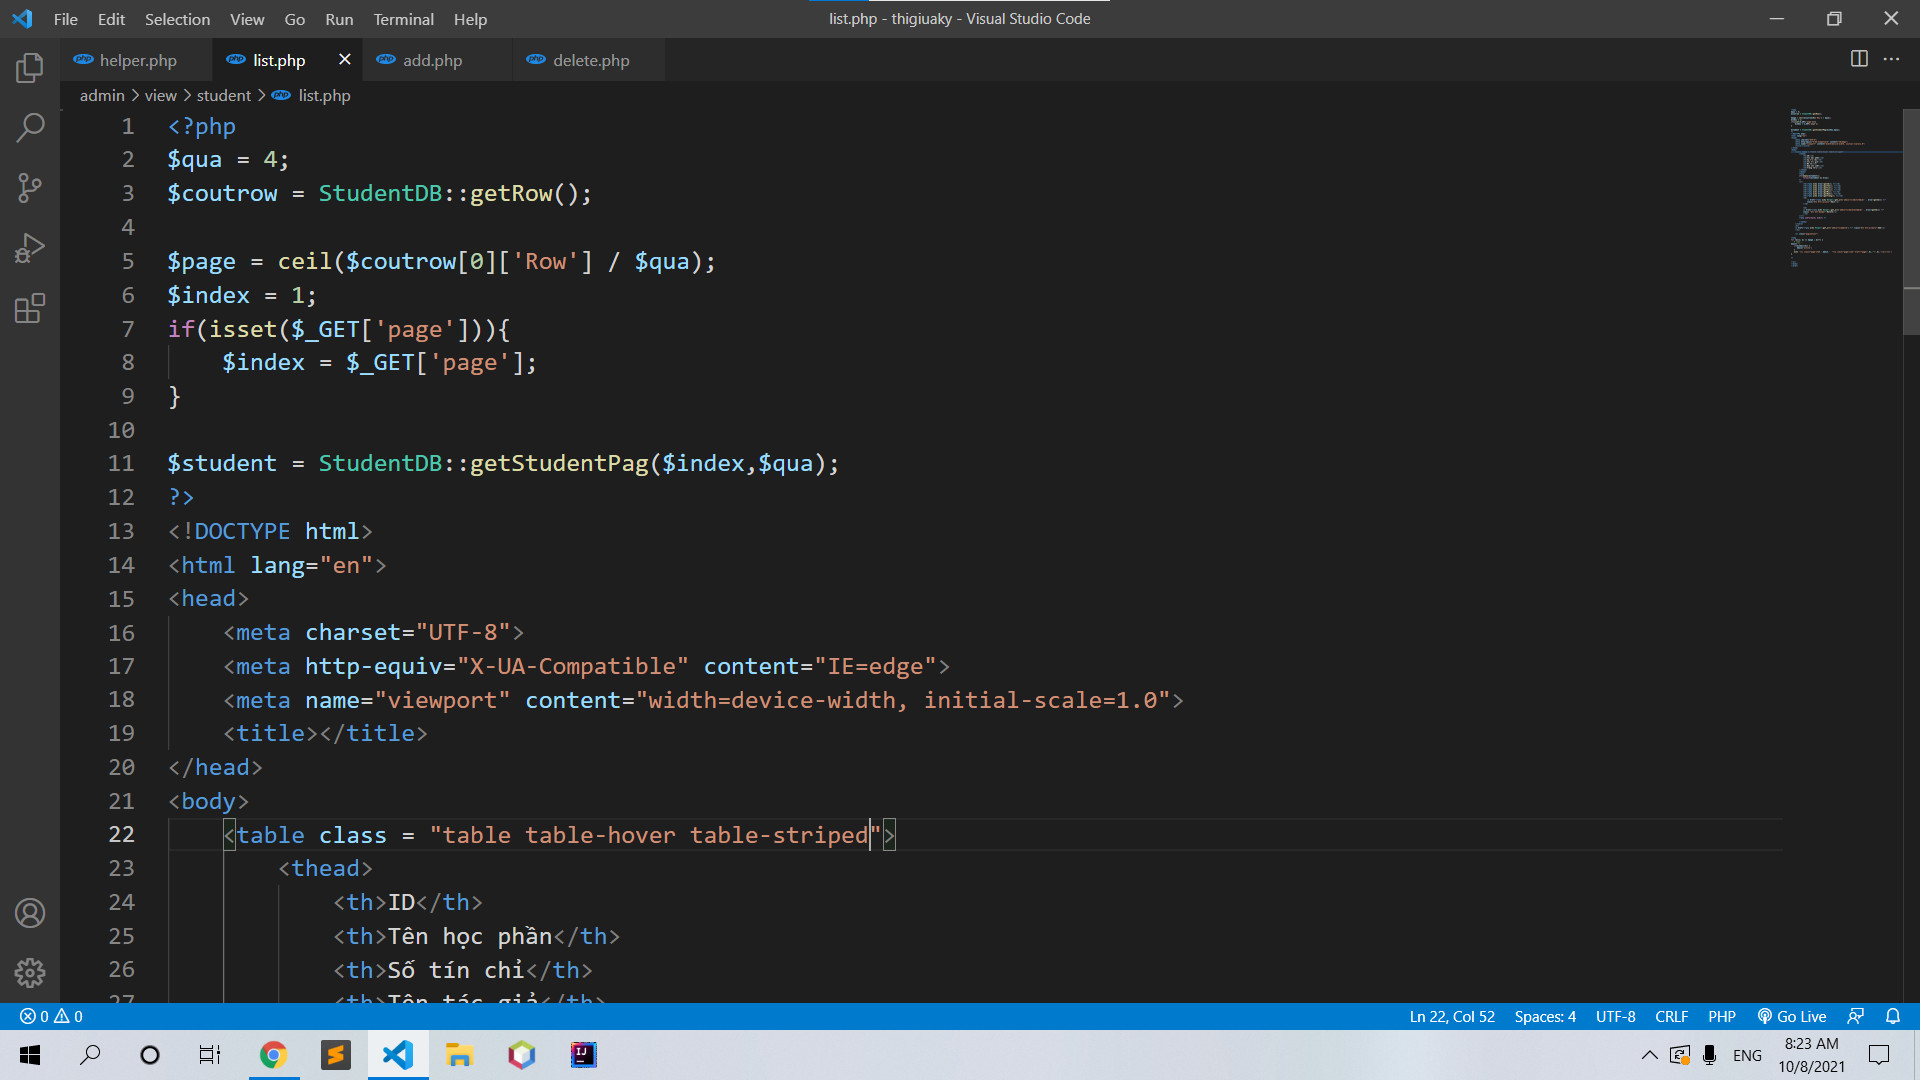 File Edit Selection View Go Run Terminal Help
list.php - thigiuaky - Visual Studio Code
helper.php list.php add.php delete.php
admin > view > student > list.php
1 <?php
2 $qua = 4;
3 $coutrow = StudentDB::getRow();
4
5 $page = ceil($coutrow[0]['Row'] / $qua);
6 $index = 1;
7 if(isset($_GET['page'])){
8     $index = $_GET['page'];
9 }
10
11 $student = StudentDB::getStudentPag($index,$qua);
12 ?>
13 <!DOCTYPE html>
14 <html lang="en">
15 <head>
16     <meta charset="UTF-8">
17     <meta http-equiv="X-UA-Compatible" content="IE=edge">
18     <meta name="viewport" content="width=device-width, initial-scale=1.0">
19     <title></title>
20 </head>
21 <body>
22     <table class = "table table-hover table-striped">
23         <thead>
24             <th>ID</th>
25             <th>Tên học phần</th>
26             <th>Số tín chỉ</th>
27             <th>Tên tác giả</th>
0 0 Ln 22, Col 52 Spaces: 4 UTF-8 CRLF PHP Go Live
ENG 8:23 AM
10/8/2021